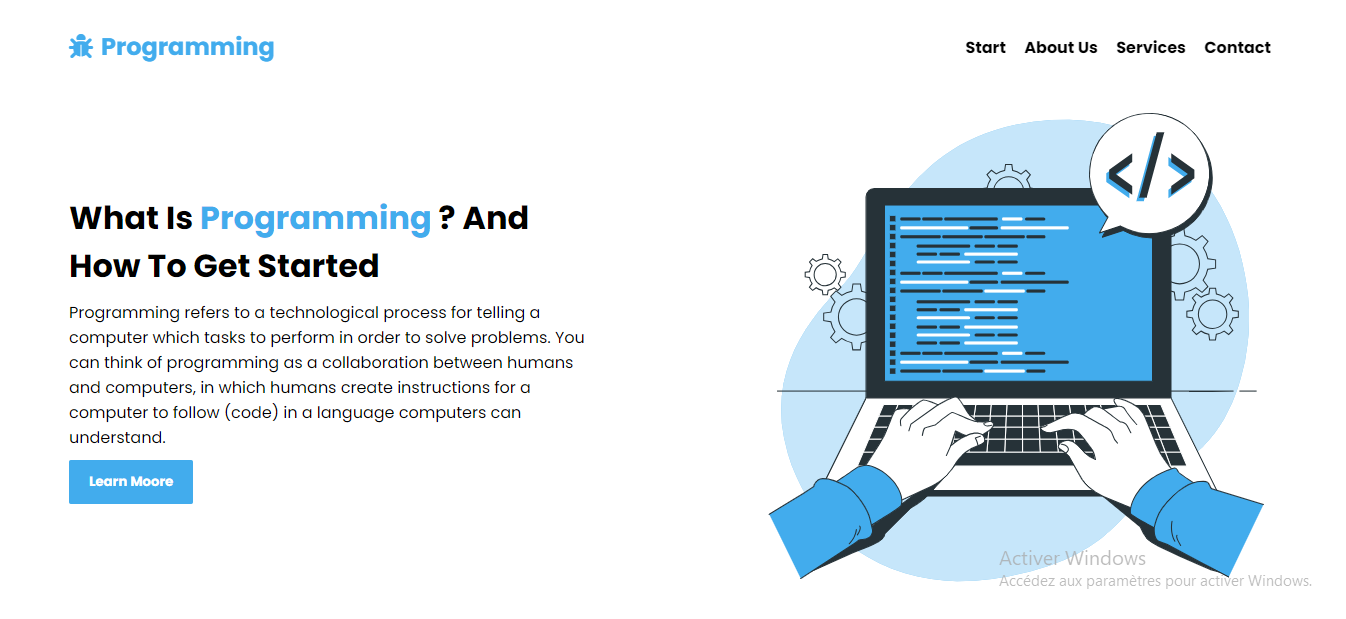 Programming
Start About Us Services Contact
What Is Programming ? And
How To Get Started
Programming refers to a technological process for telling a
computer which tasks to perform in order to solve problems. You
can think of programming as a collaboration between humans
and computers, in which humans create instructions for a
computer to follow (code) in a language computers can
understand.
Learn Moore
</>
Activer Windows
Accédez aux paramètres pour activer Windows.